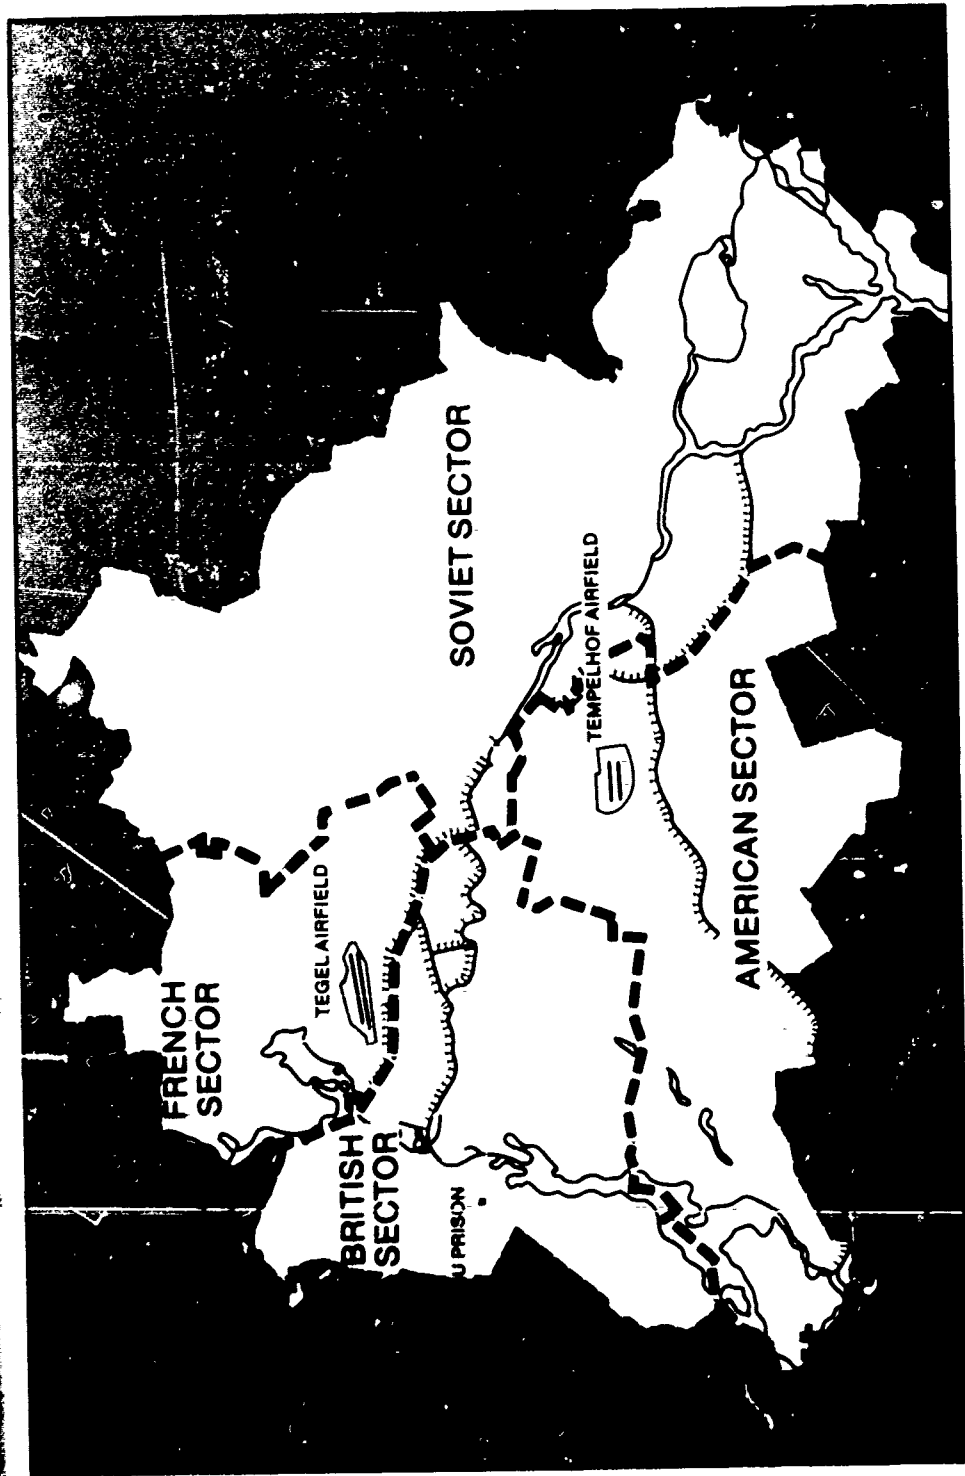 FRENCH
SECTOR
TEGEL AIRFIELD
BRITISH
SECTOR
U PRISON
SOVIET SECTOR
TEMPELHOF AIRFIELD
AMERICAN SECTOR